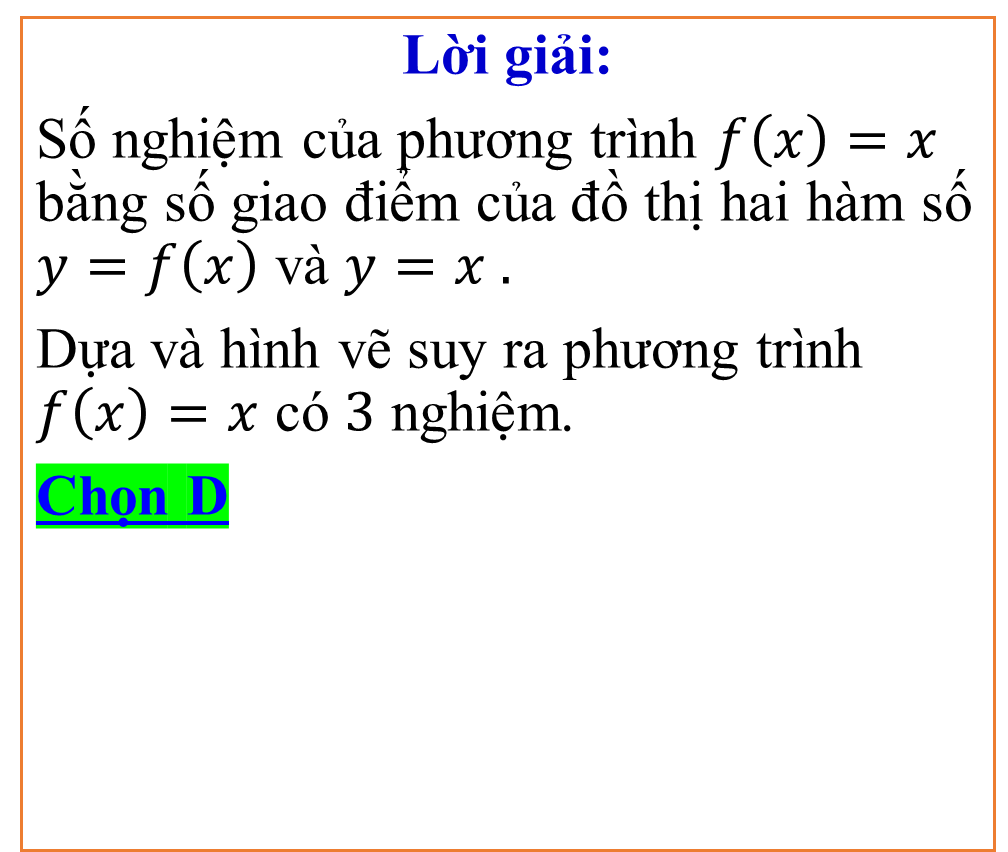 Lời giải:
Số nghiệm của phương trình f(x) = x
bằng số giao điểm của đồ thị hai hàm số
y = f(x) và y = x .
Dựa và hình vẽ suy ra phương trình
f(x) = x có 3 nghiệm.
Chọn D